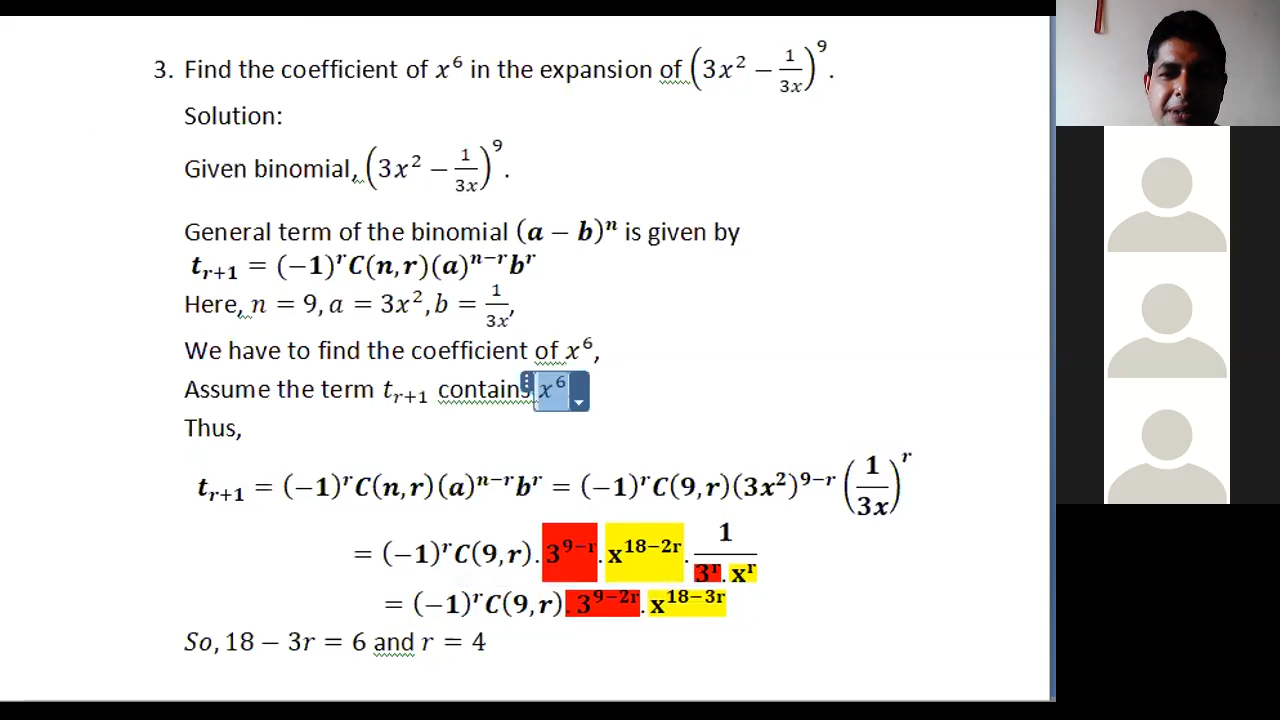 3. Find the coefficient of x⁶ in the expansion of (3x² − 1/3x)⁹.
Solution:
Given binomial, (3x² − 1/3x)⁹.
General term of the binomial (a − b)ⁿ is given by
tᵣ₊₁ = (−1)ʳC(n, r)(a)ⁿ⁻ʳbʳ
Here, n = 9, a = 3x², b = 1/3x,
We have to find the coefficient of x⁶,
Assume the term tᵣ₊₁ contains x⁶
Thus,
tᵣ₊₁ = (−1)ʳC(n, r)(a)ⁿ⁻ʳbʳ = (−1)ʳC(9, r)(3x²)⁹⁻ʳ (1/3x)ʳ
= (−1)ʳC(9, r). 3⁹⁻ʳ. x¹⁸⁻²ʳ. 1/3ʳ.xʳ
= (−1)ʳC(9, r). 3⁹⁻²ʳ. x¹⁸⁻³ʳ
So, 18 − 3r = 6 and r = 4